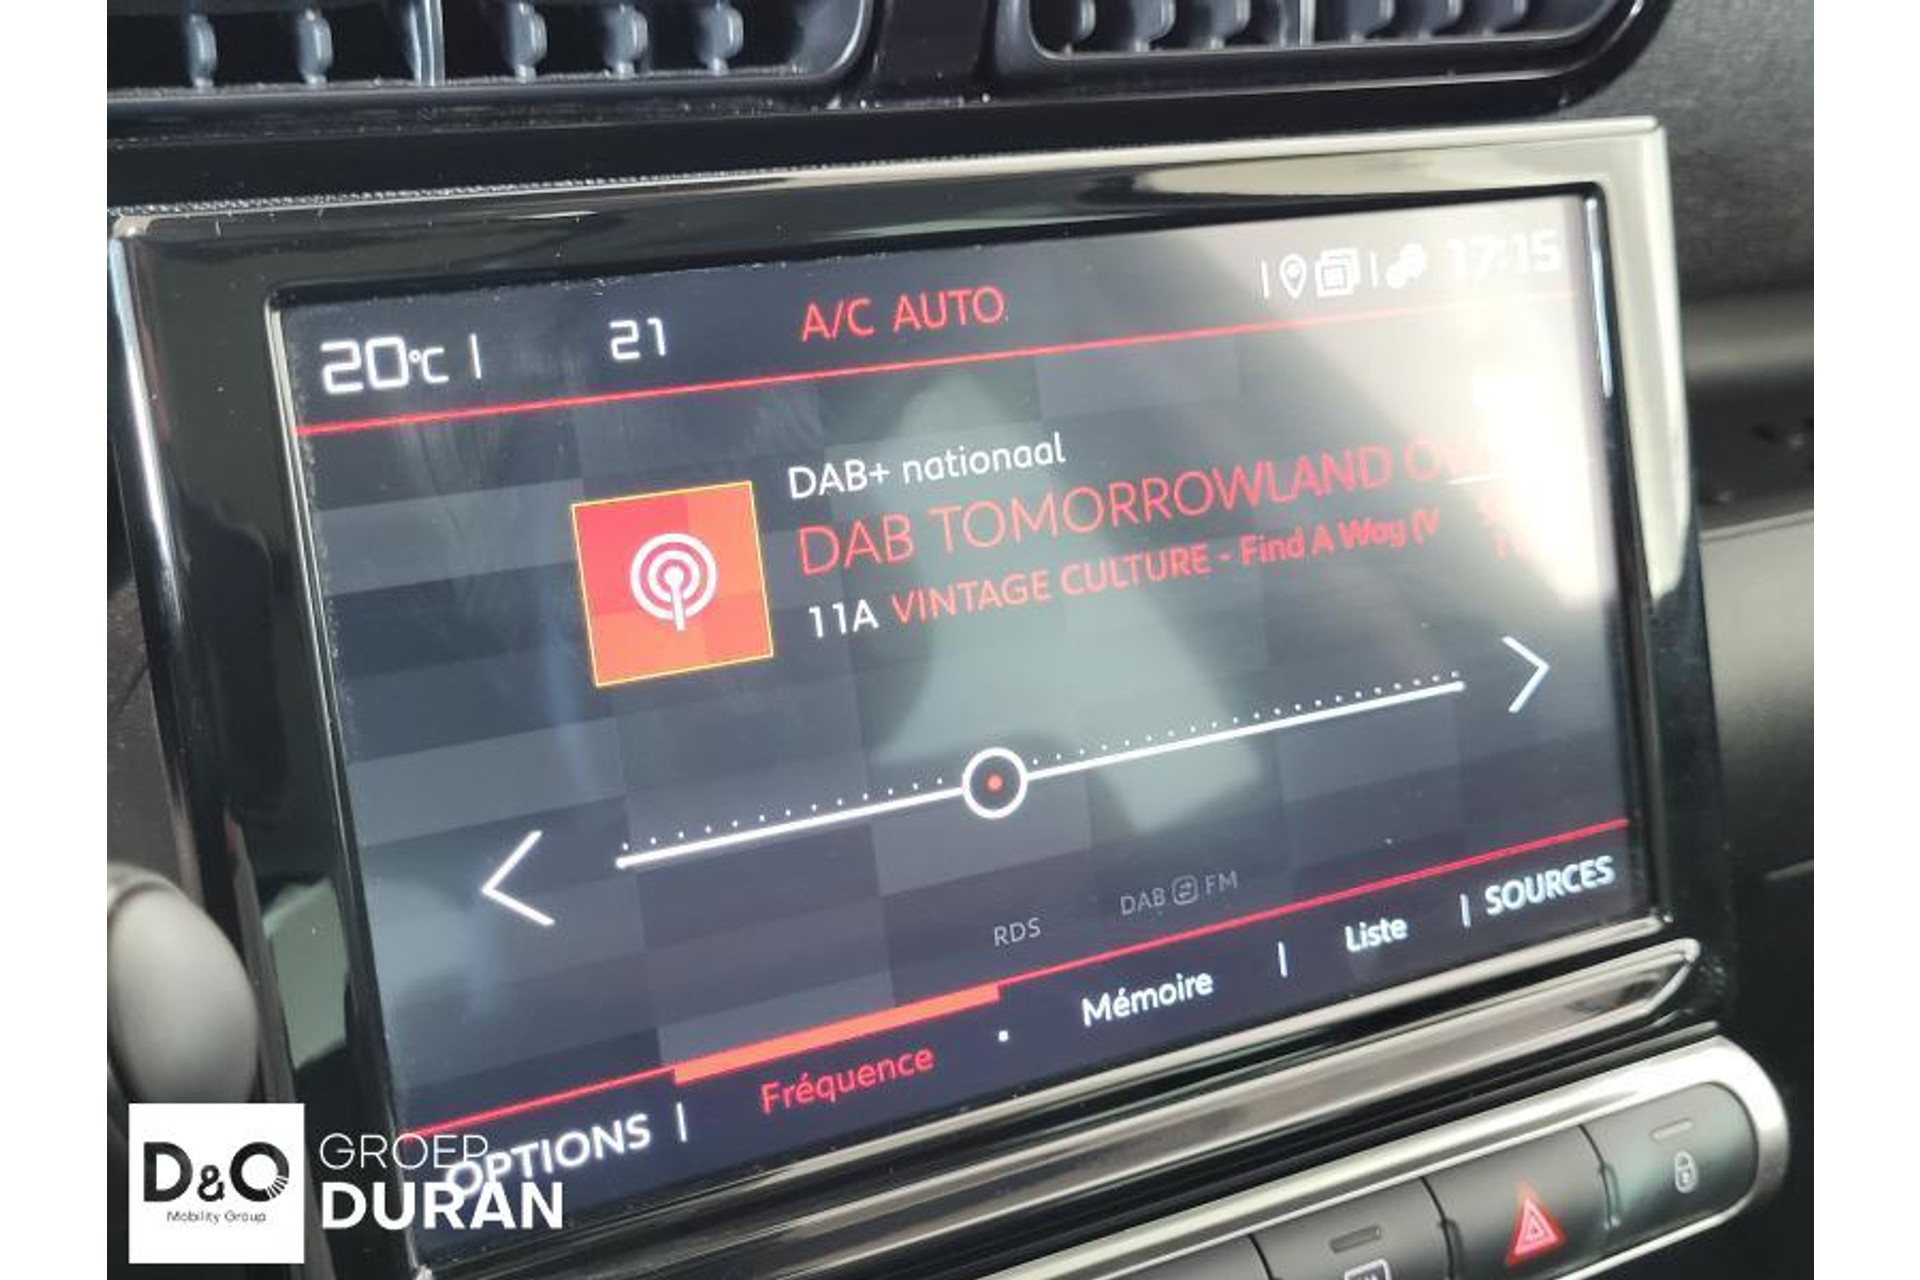 20°C 21 A/C AUTO 17:15
DAB+ nationaal
DAB TOMORROWLAND
11A VINTAGE CULTURE - Find A Way (V
RDS DAB FM
OPTIONS Fréquence Mémoire Liste SOURCES
D&O
Mobility Group
GROEP
DURAN